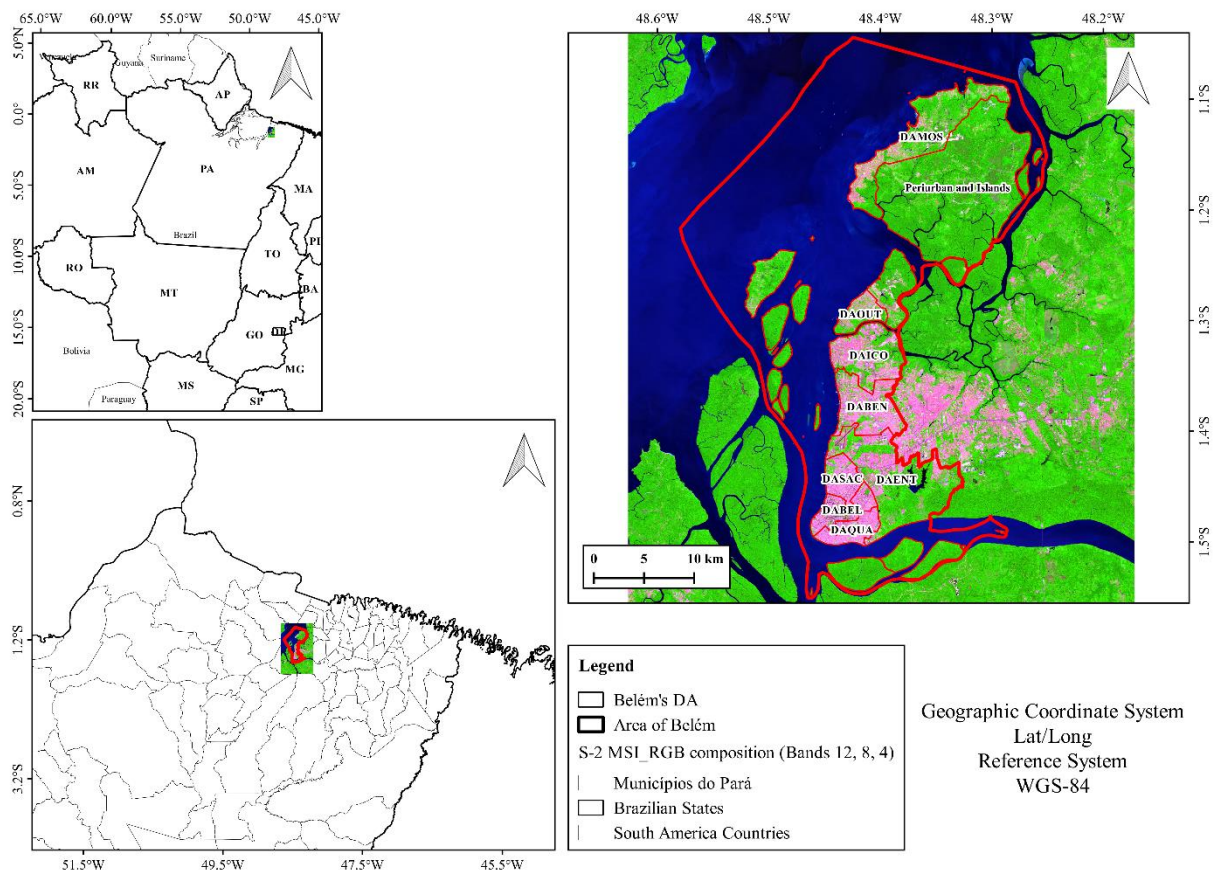 65.0°W 60.0°W 55.0°W 50.0°W 45.0°W
5.0°N
0.0°
5.0°S
10.0°S
15.0°S
20.0°S
Venezuela
Guyana
Suriname
RR
AP
AM
PA
MA
Brazil
PI
RO
TO
BA
MT
GO
DF
Bolivia
MG
MS
Paraguay
SP
0.8°N
1.2°S
3.2°S
51.5°W 49.5°W 47.5°W 45.5°W
48.6°W 48.5°W 48.4°W 48.3°W 48.2°W
1.1°S
1.2°S
1.3°S
1.4°S
1.5°S
DAMOS
Periurban and Islands
DAOUT
DAICO
DABEN
DASAC
DAENT
DABEL
DAQUA
0 5 10 km
Legend
Belém's DA
Area of Belém
S-2 MSI_RGB composition (Bands 12, 8, 4)
Municípios do Pará
Brazilian States
South America Countries
Geographic Coordinate System
Lat/Long
Reference System
WGS-84